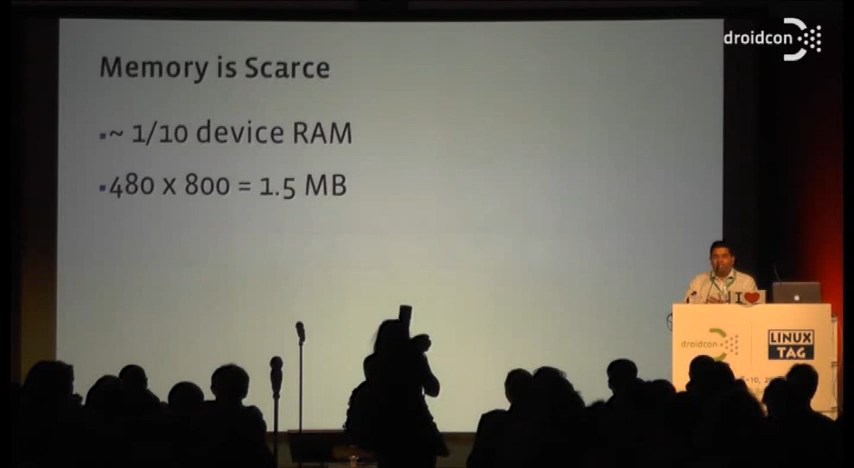 droidcon
Memory is Scarce
▪~ 1/10 device RAM
▪480 x 800 = 1.5 MB
I ❤
droidcon
LINUX
TAG